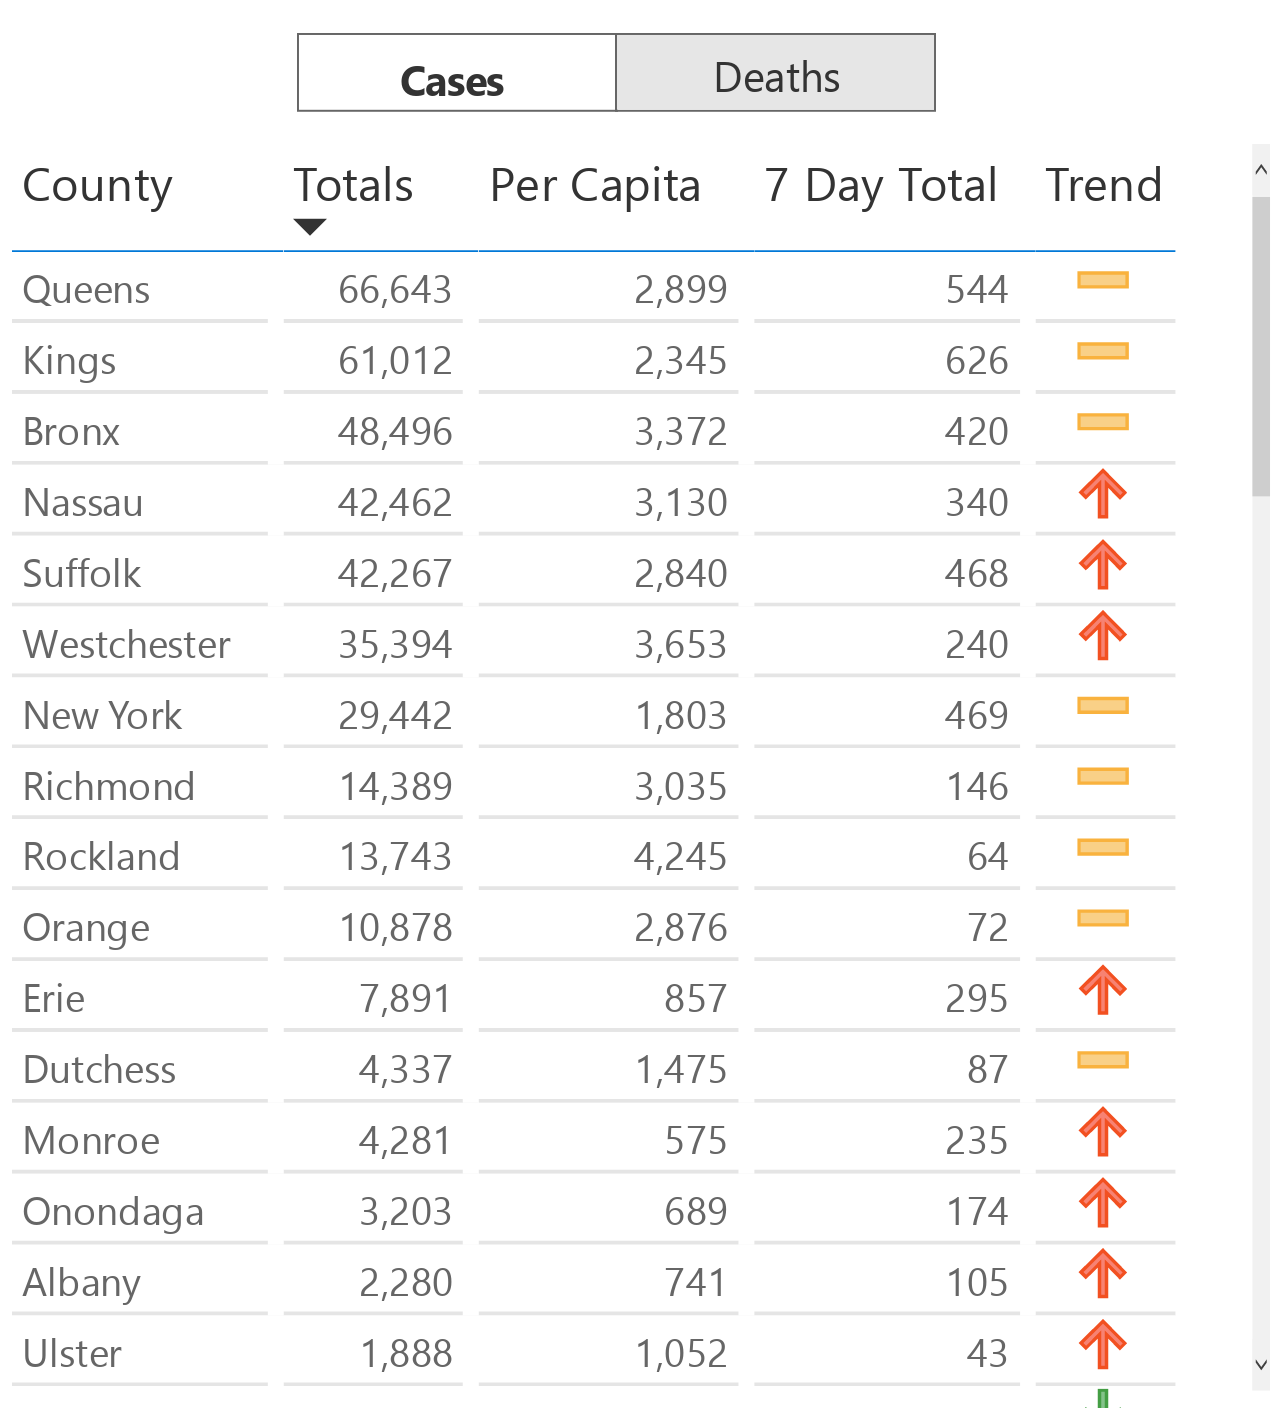 Cases Deaths
County Totals Per Capita 7 Day Total Trend
Queens 66,643 2,899 544
Kings 61,012 2,345 626
Bronx 48,496 3,372 420
Nassau 42,462 3,130 340
Suffolk 42,267 2,840 468
Westchester 35,394 3,653 240
New York 29,442 1,803 469
Richmond 14,389 3,035 146
Rockland 13,743 4,245 64
Orange 10,878 2,876 72
Erie 7,891 857 295
Dutchess 4,337 1,475 87
Monroe 4,281 575 235
Onondaga 3,203 689 174
Albany 2,280 741 105
Ulster 1,888 1,052 43